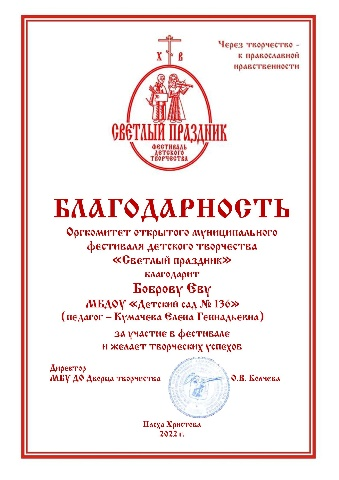 Через творчество -
к православной
нравственности
Х В
СВЕТЛЫЙ ПРАЗДНИК
ФЕСТИВАЛЬ
ДЕТСКОГО
ТВОРЧЕСТВА
БЛАГОДАРНОСТЬ
Оргкомитет открытого муниципального
фестиваля детского творчества
«Светлый праздник»
благодарит
Боброву Еву
МБДОУ «Детский сад № 136»
(педагог – Кумачева Елена Геннадьевна)
за участие в фестивале
и желает творческих успехов
Директор
МБУ ДО Дворца творчества О.В.
Пасха Христова
2022 г.